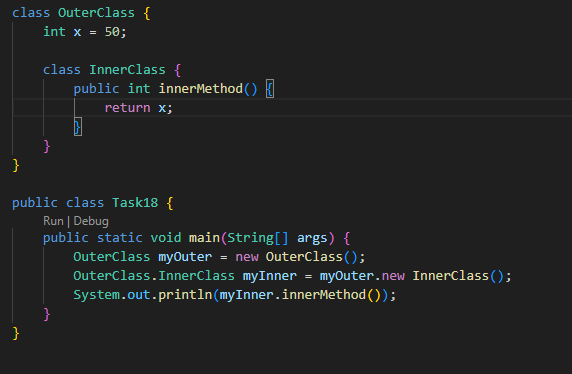 class OuterClass {
    int x = 50;

    class InnerClass {
        public int innerMethod() {
            return x;
        }
    }
}

public class Task18 {
    Run | Debug
    public static void main(String[] args) {
        OuterClass myOuter = new OuterClass();
        OuterClass.InnerClass myInner = myOuter.new InnerClass();
        System.out.println(myInner.innerMethod());
    }
}